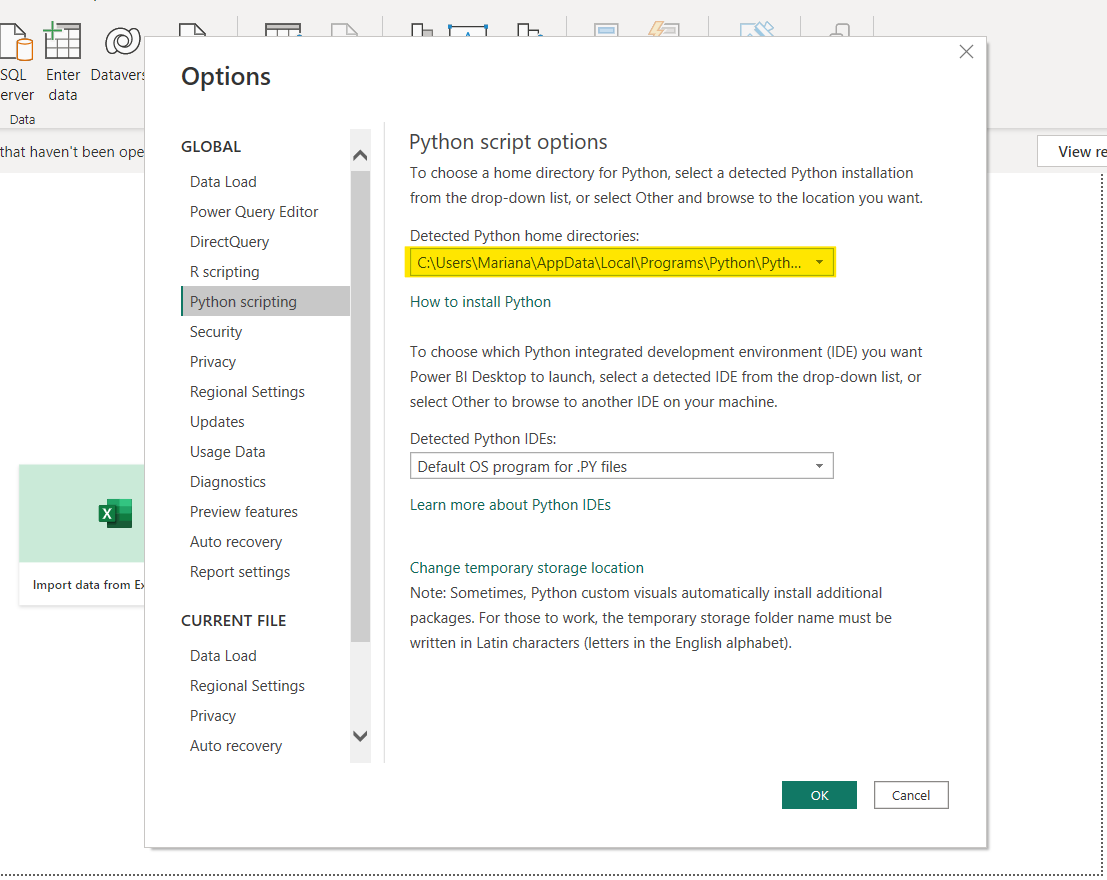 SQL
erver
Enter
data
Datavers
Data
that haven't been ope
View re
Options
GLOBAL
Data Load
Power Query Editor
DirectQuery
R scripting
Python scripting
Security
Privacy
Regional Settings
Updates
Usage Data
Diagnostics
Preview features
Auto recovery
Report settings
CURRENT FILE
Data Load
Regional Settings
Privacy
Auto recovery
Python script options
To choose a home directory for Python, select a detected Python installation
from the drop-down list, or select Other and browse to the location you want.
Detected Python home directories:
C:\Users\Mariana\AppData\Local\Programs\Python\Pyth...
How to install Python
To choose which Python integrated development environment (IDE) you want
Power BI Desktop to launch, select a detected IDE from the drop-down list, or
select Other to browse to another IDE on your machine.
Detected Python IDEs:
Default OS program for .PY files
Learn more about Python IDEs
Change temporary storage location
Note: Sometimes, Python custom visuals automatically install additional
packages. For those to work, the temporary storage folder name must be
written in Latin characters (letters in the English alphabet).
OK
Cancel
X
Import data from Ex